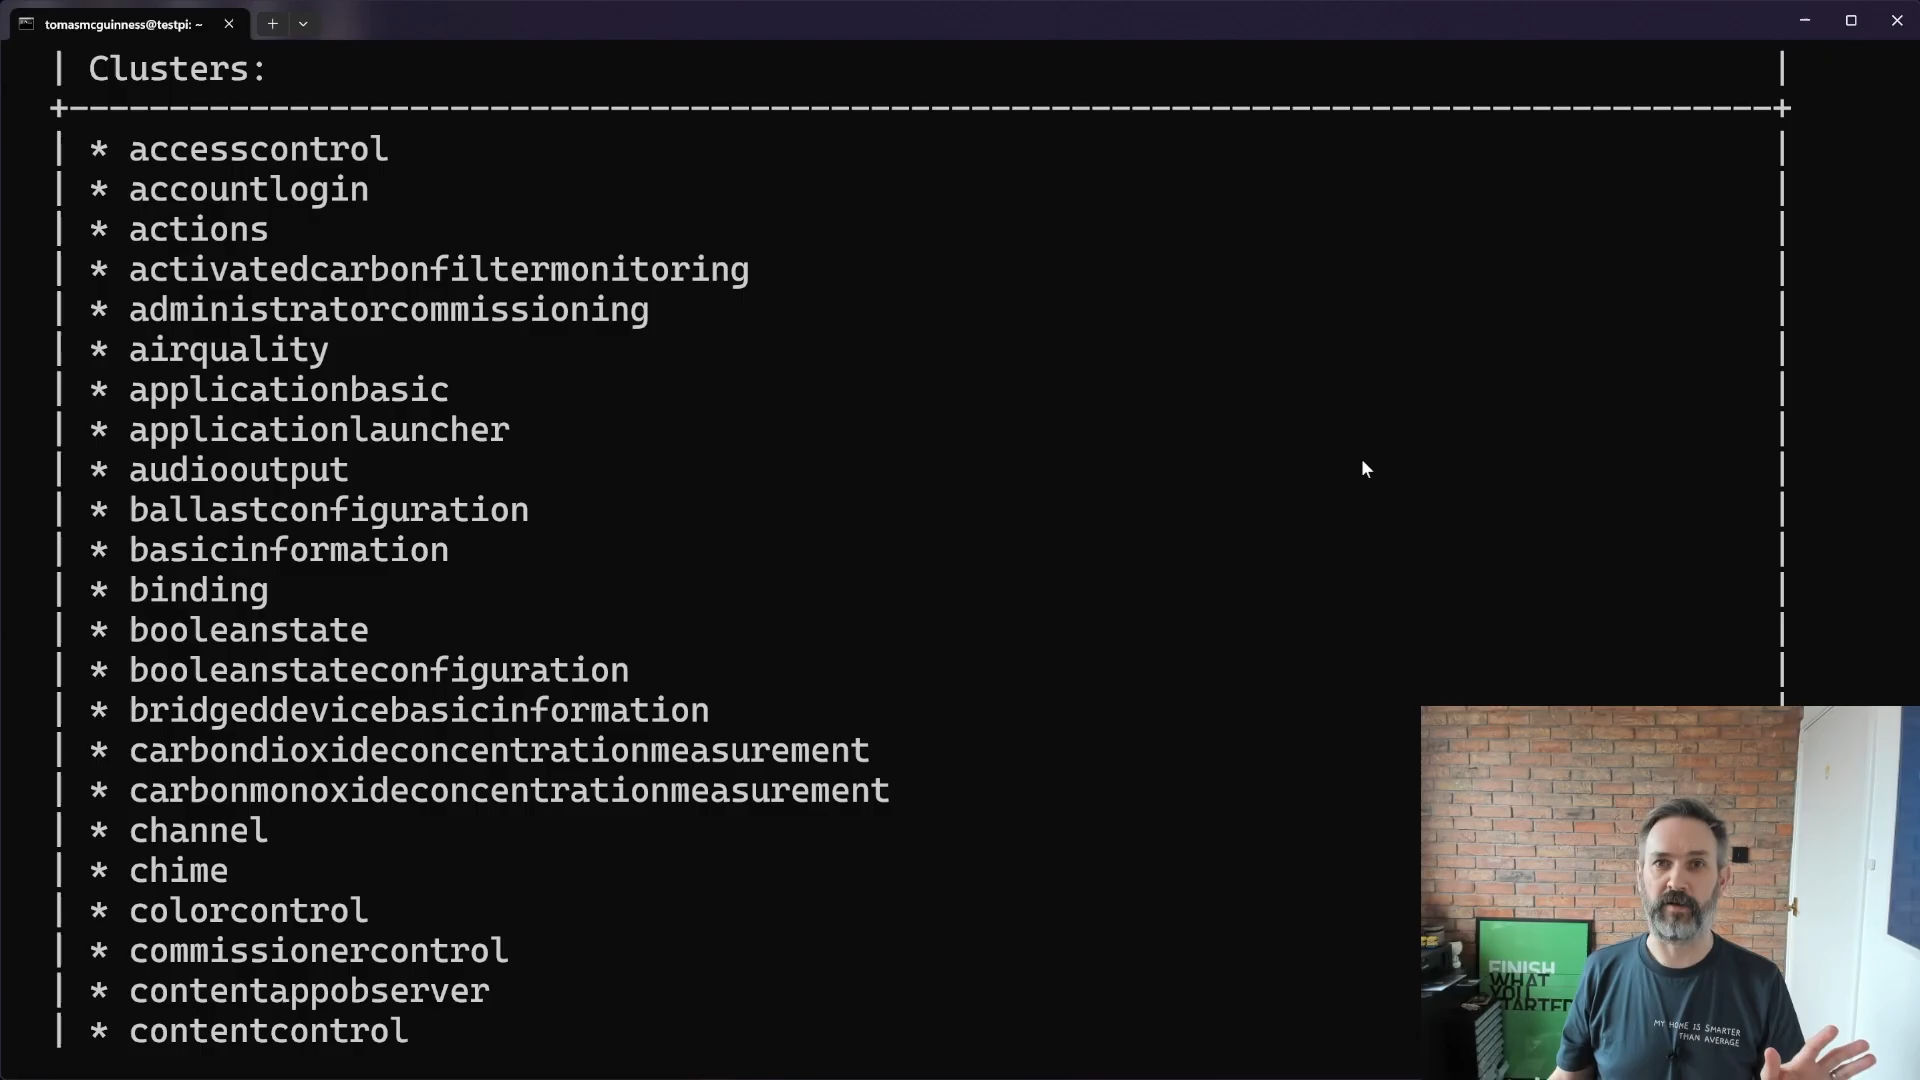 tomasmcguinness@testpi: ~
| Clusters: |
+-------------------------------------------------------------------------------------+
| * accesscontrol |
| * accountlogin |
| * actions |
| * activatedcarbonfiltermonitoring |
| * administratorcommissioning |
| * airquality |
| * applicationbasic |
| * applicationlauncher |
| * audiooutput |
| * ballastconfiguration |
| * basicinformation |
| * binding |
| * booleanstate |
| * booleanstateconfiguration |
| * bridgeddevicebasicinformation |
| * carbondioxideconcentrationmeasurement
| * carbonmonoxideconcentrationmeasurement
| * channel
| * chime
| * colorcontrol
| * commissionercontrol
| * contentappobserver
| * contentcontrol
FINISH
WHAT
YOU
STARTED
MY HOME IS SMARTER
THAN AVERAGE